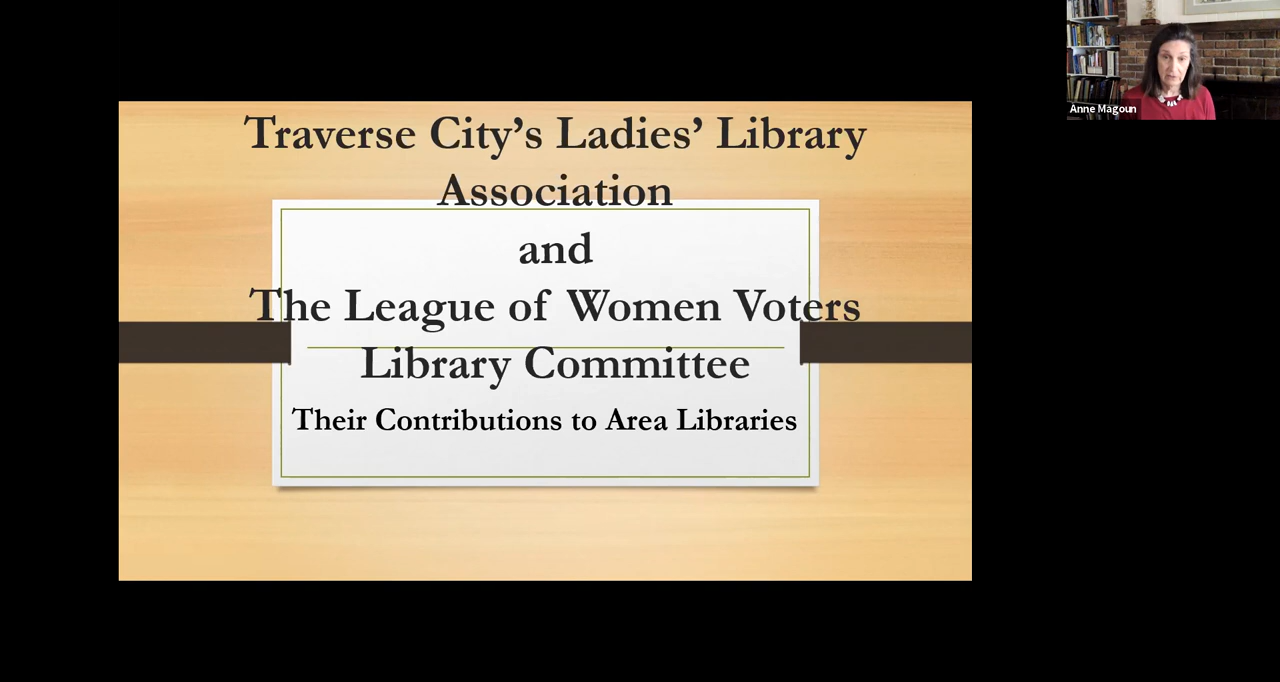 Traverse City’s Ladies’ Library
Association
and
The League of Women Voters
Library Committee
Their Contributions to Area Libraries
Anne Magoun